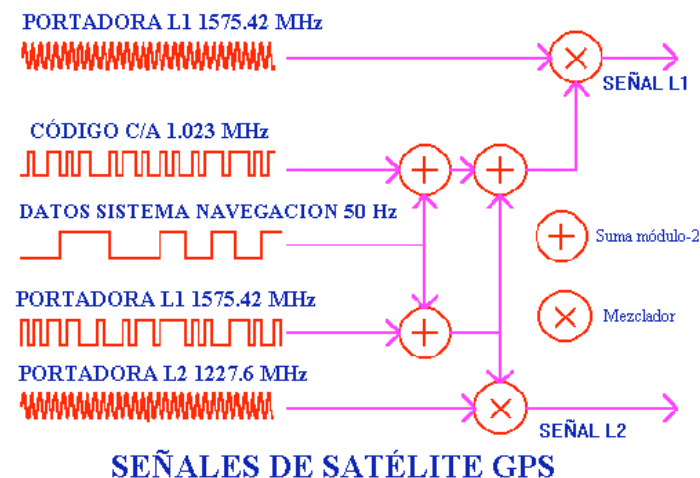 PORTADORA L1 1575.42 MHz
SEÑAL L1
CÓDIGO C/A 1.023 MHz
DATOS SISTEMA NAVEGACION 50 Hz
Suma módulo-2
PORTADORA L1 1575.42 MHz
Mezclador
PORTADORA L2 1227.6 MHz
SEÑAL L2
SEÑALES DE SATÉLITE GPS